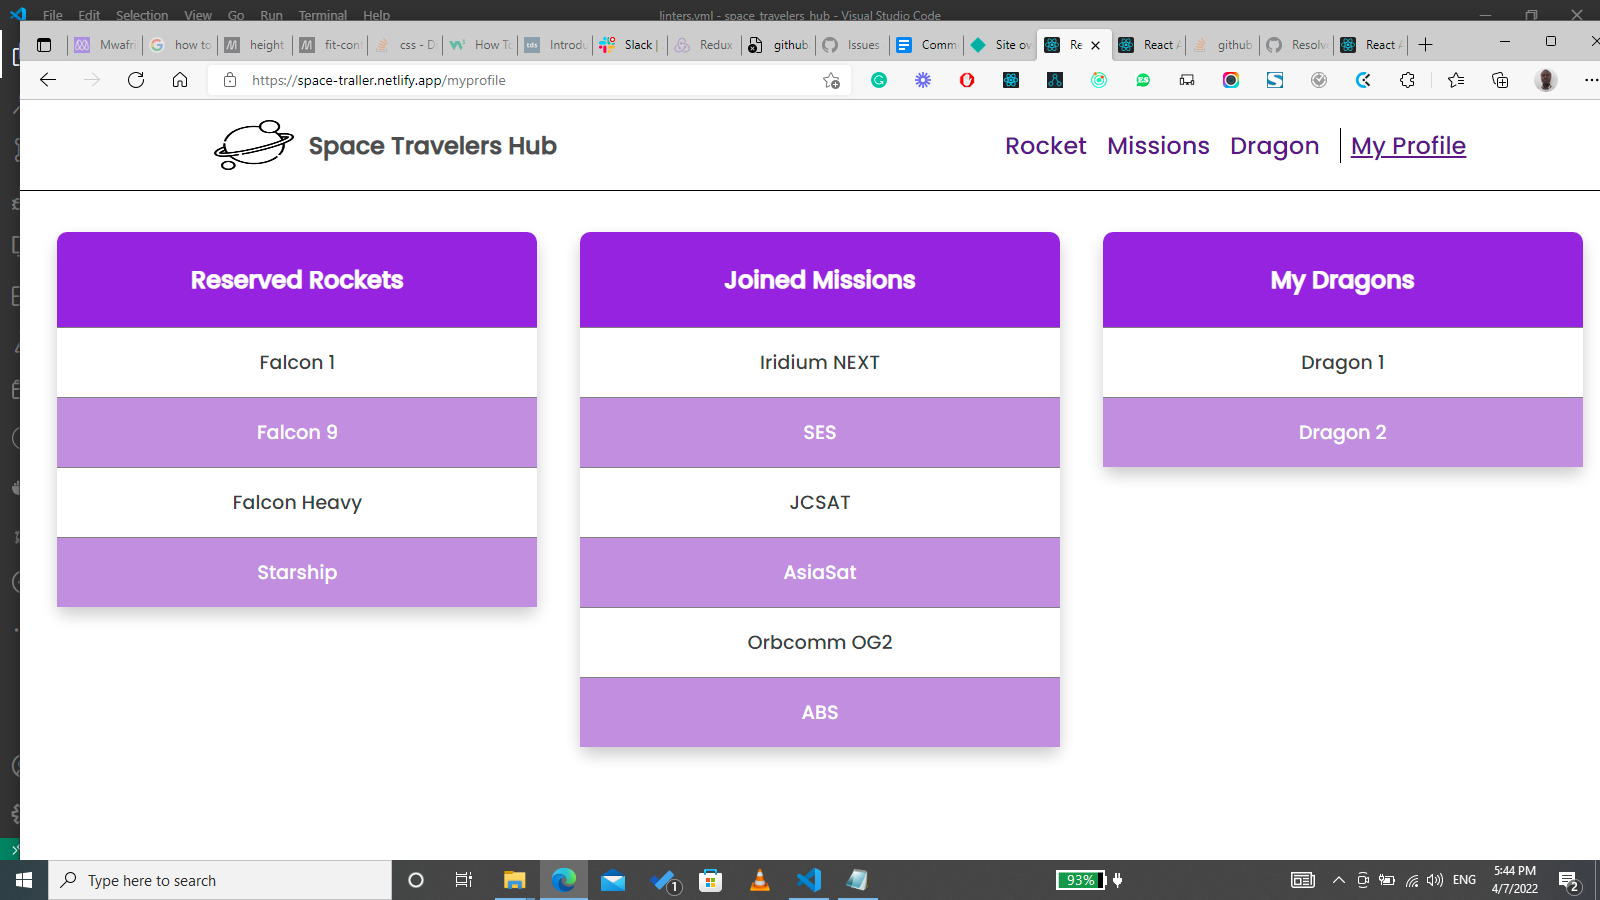 File Edit Selection View Go Run Terminal Help
linters.yml - space_travelers_hub - Visual Studio Code
Mwafri
how to
height
fit-cont
css - D
How To
Introdu
Slack |
Redux
github
Issues
Comm
Site ov
Re
React A
github
Resolve
React A
https://space-traller.netlify.app/myprofile
Space Travelers Hub
Rocket Missions Dragon My Profile
Reserved Rockets
Falcon 1
Falcon 9
Falcon Heavy
Starship
Joined Missions
Iridium NEXT
SES
JCSAT
AsiaSat
Orbcomm OG2
ABS
My Dragons
Dragon 1
Dragon 2
Type here to search
1
93%
ENG
5:44 PM
4/7/2022
2